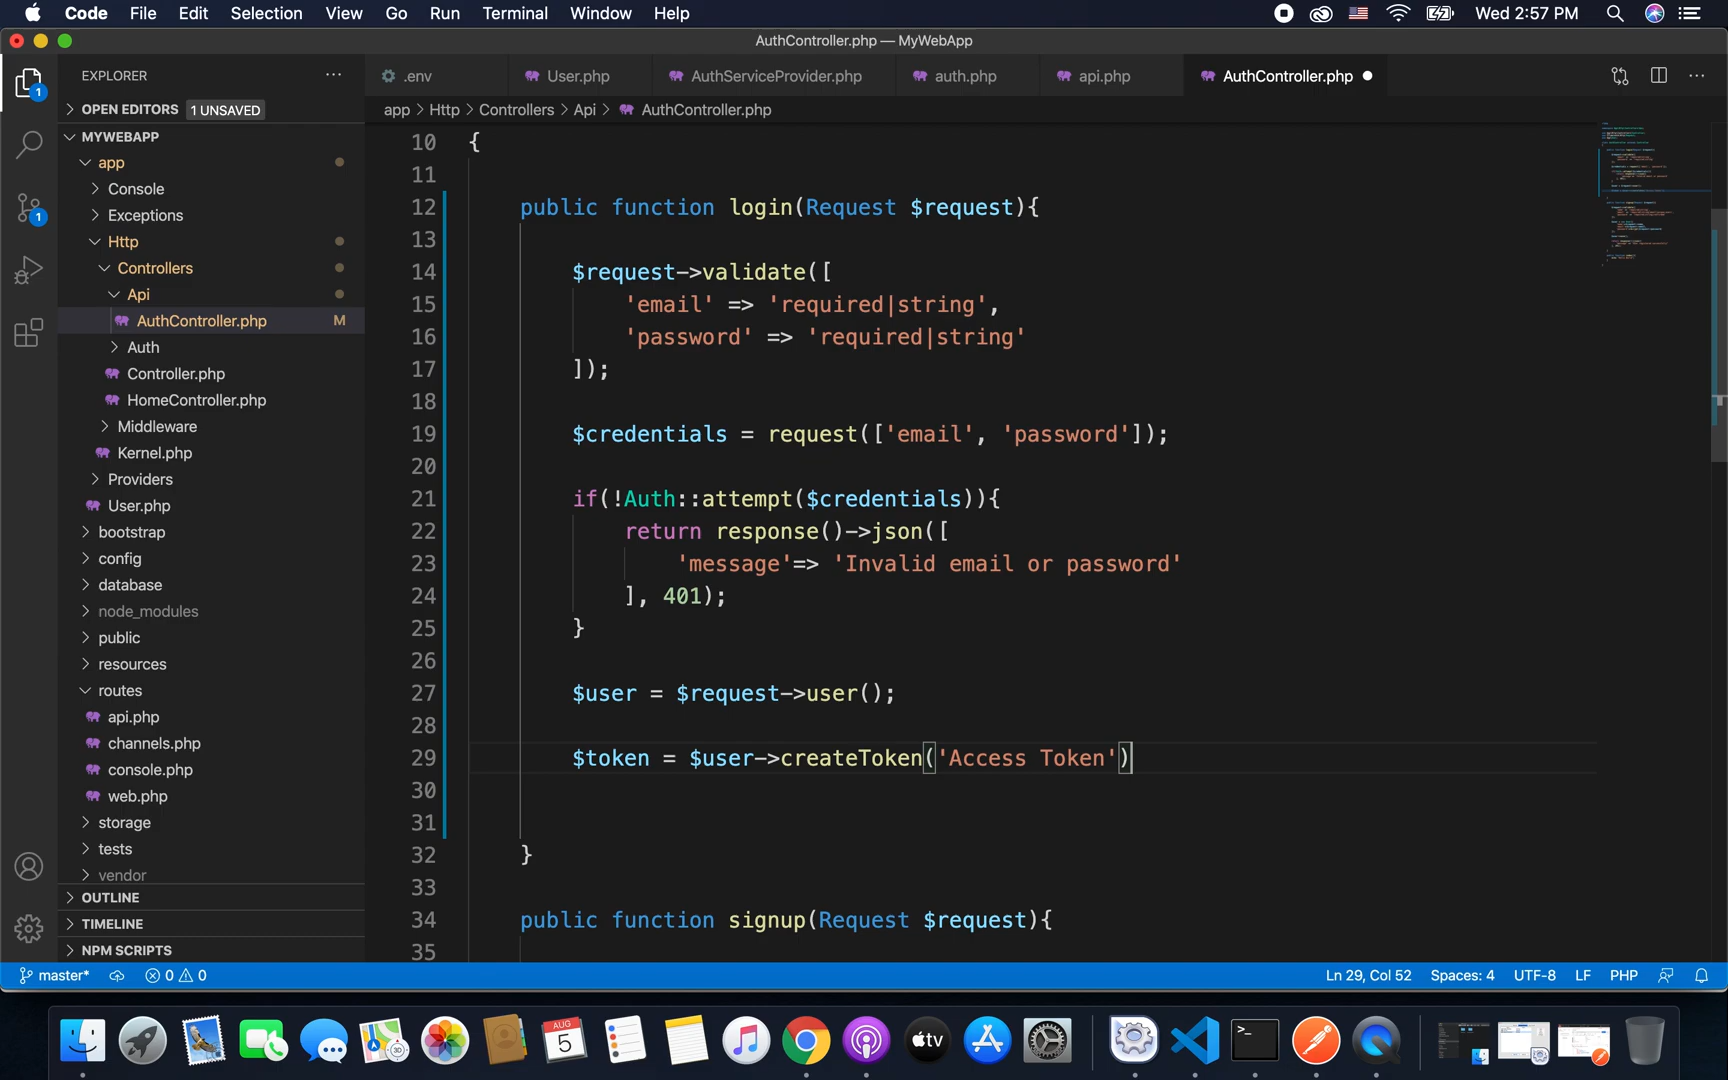 Code File Edit Selection View Go Run Terminal Window Help Wed 2:57 PM
AuthController.php — MyWebApp
EXPLORER ··· .env User.php AuthServiceProvider.php auth.php api.php AuthController.php
OPEN EDITORS 1 UNSAVED
app > Http > Controllers > Api > AuthController.php
MYWEBAPP
app
Console
Exceptions
Http
Controllers
Api
AuthController.php M
Auth
Controller.php
HomeController.php
Middleware
Kernel.php
Providers
User.php
bootstrap
config
database
node_modules
public
resources
routes
api.php
channels.php
console.php
web.php
storage
tests
vendor
OUTLINE
TIMELINE
NPM SCRIPTS
1
1
10 {
11
12 public function login(Request $request){
13
14 $request->validate([
15 'email' => 'required|string',
16 'password' => 'required|string'
17 ]);
18
19 $credentials = request(['email', 'password']);
20
21 if(!Auth::attempt($credentials)){
22 return response()->json([
23 'message'=> 'Invalid email or password'
24 ], 401);
25 }
26
27 $user = $request->user();
28
29 $token = $user->createToken('Access Token')
30
31
32 }
33
34 public function signup(Request $request){
35
master* 0 0 Ln 29, Col 52 Spaces: 4 UTF-8 LF PHP
AUG
5
tv